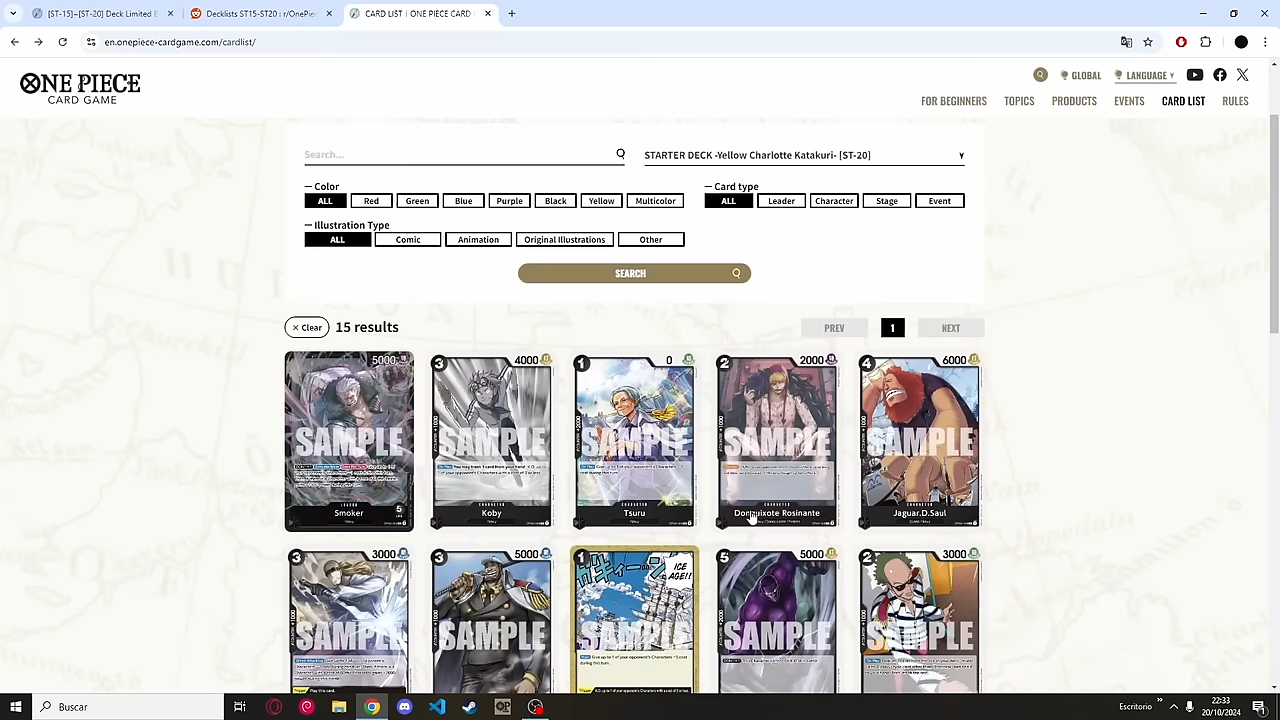 [ST-15]~[ST-20] Deck Limited B
Decklists ST15-ST20 : r/OnePie
CARD LIST | ONE PIECE CARD
en.onepiece-cardgame.com/cardlist/
ONE PIECE
CARD GAME
GLOBAL
LANGUAGE
FOR BEGINNERS
TOPICS
PRODUCTS
EVENTS
CARD LIST
RULES
Search...
STARTER DECK -Yellow Charlotte Katakuri- [ST-20]
Color
Card type
ALL Red Green Blue Purple Black Yellow Multicolor
ALL Leader Character Stage Event
Illustration Type
ALL Comic Animation Original Illustrations Other
SEARCH
× Clear
15 results
PREV 1 NEXT
5000
SAMPLE
LEADER
Smoker
5
3 4000
SAMPLE
CHARACTER
Koby
1 0
SAMPLE
CHARACTER
Tsuru
2 2000
SAMPLE
CHARACTER
Donquixote Rosinante
4 6000
SAMPLE
CHARACTER
Jaguar.D.Saul
3 3000
SAMPLE
3 5000
SAMPLE
1
ICE
AGE!!
SAMPLE
5 5000
SAMPLE
2 3000
SAMPLE
Buscar
Escritorio
22:33
20/10/2024